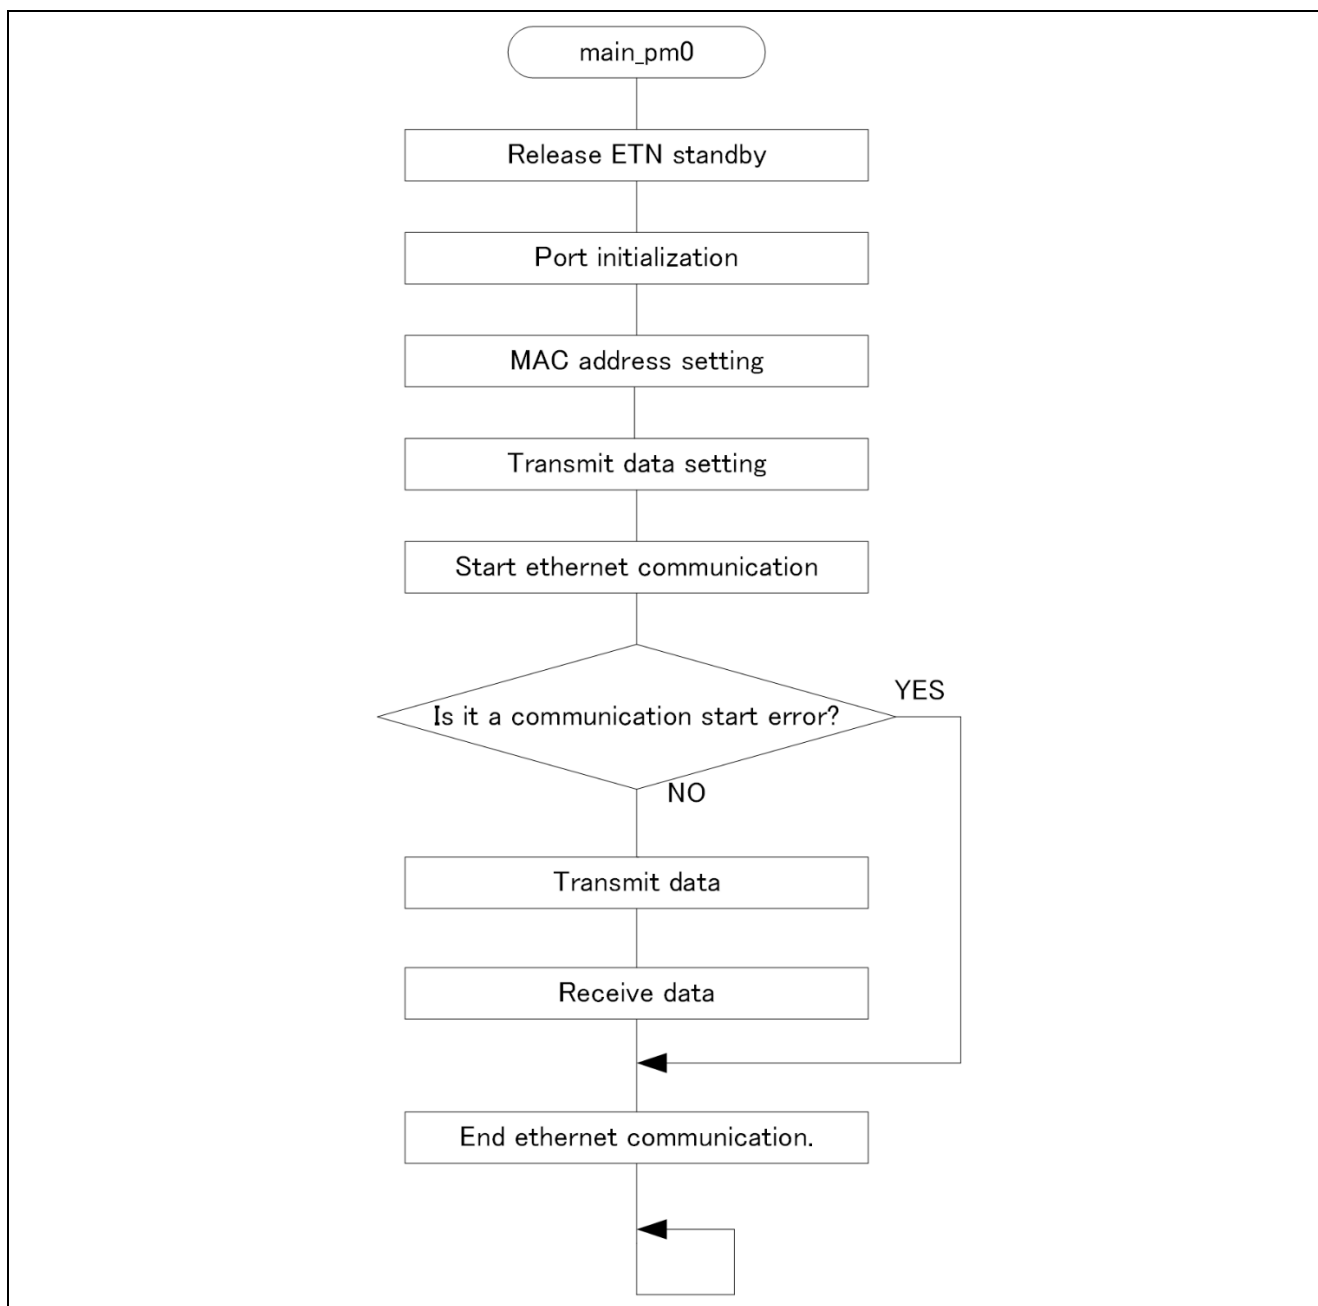 main_pm0
Release ETN standby
Port initialization
MAC address setting
Transmit data setting
Start ethernet communication
YES
Is it a communication start error?
NO
Transmit data
Receive data
End ethernet communication.